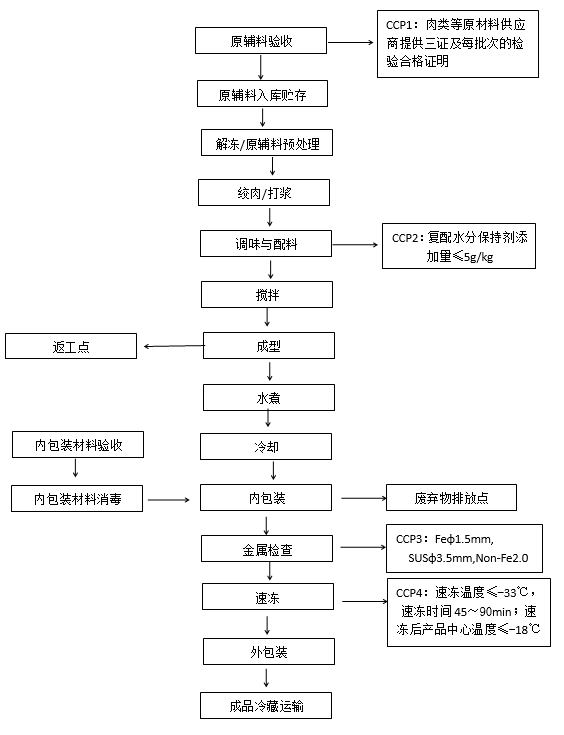 原辅料验收
CCP1：肉类等原材料供应
商提供三证及每批次的检
验合格证明
原辅料入库贮存
解冻/原辅料预处理
绞肉/打浆
调味与配料
CCP2：复配水分保持剂添
加量≤5g/kg
搅拌
返工点
成型
水煮
内包装材料验收
冷却
内包装材料消毒
内包装
废弃物排放点
金属检查
CCP3：Feφ1.5mm,
SUSφ3.5mm,Non-Fe2.0
速冻
CCP4：速冻温度≤-33℃，
速冻时间 45～90min；速
冻后产品中心温度≤-18℃
外包装
成品冷藏运输